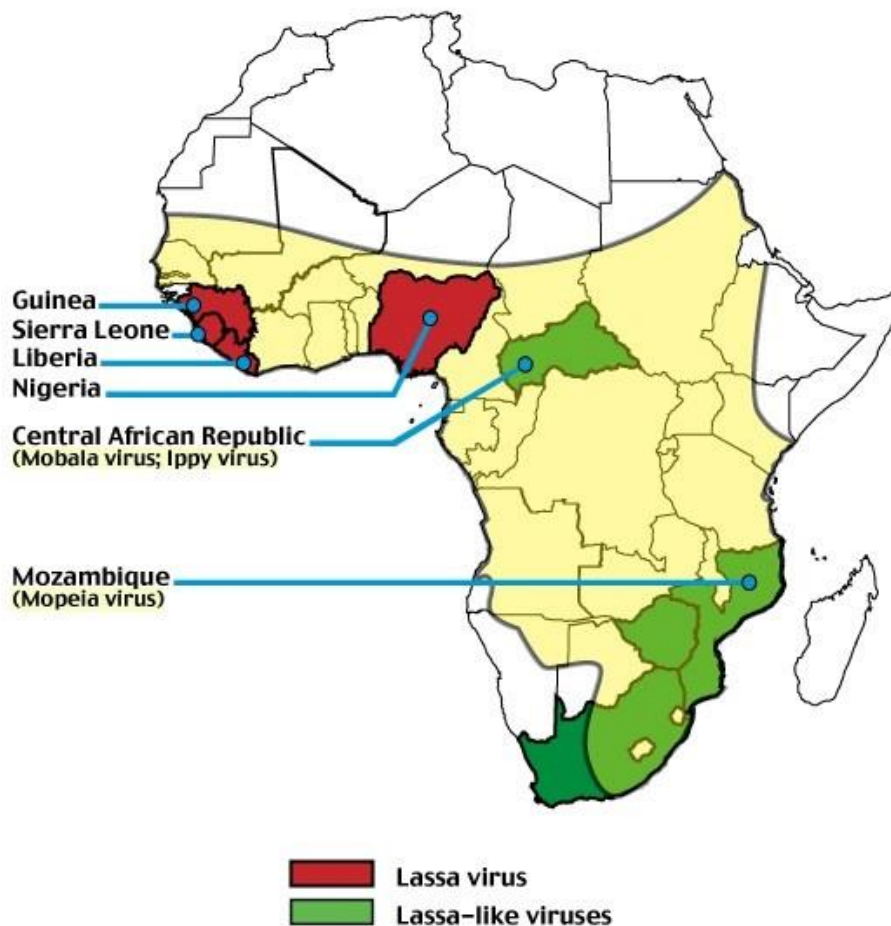 Guinea
Sierra Leone
Liberia
Nigeria
Central African Republic
(Mobala virus; Ippy virus)
Mozambique
(Mopeia virus)
Lassa virus
Lassa-like viruses